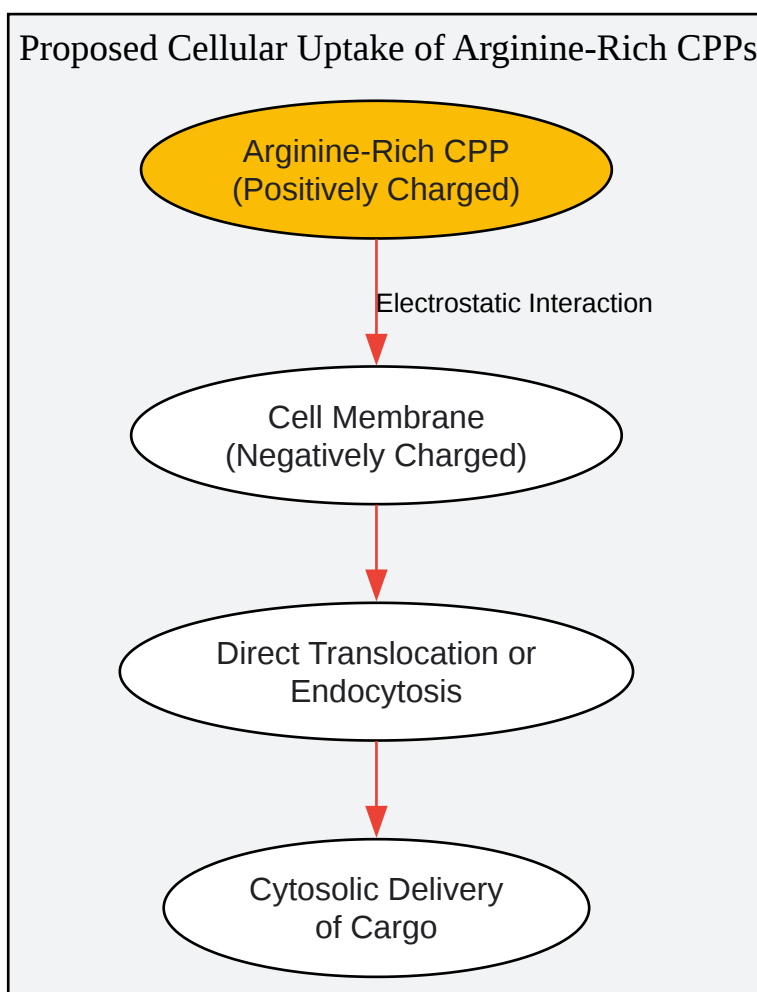 Proposed Cellular Uptake of Arginine-Rich CPPs
Arginine-Rich CPP
(Positively Charged)
Electrostatic Interaction
Cell Membrane
(Negatively Charged)
Direct Translocation or
Endocytosis
Cytosolic Delivery
of Cargo